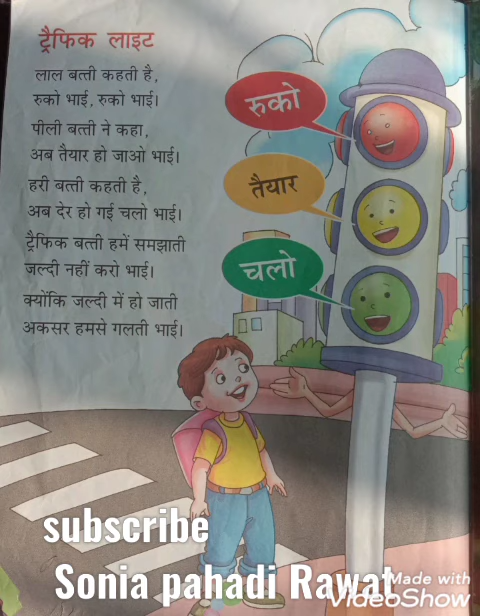 ट्रैफिक लाइट
लाल बत्ती कहती है,
रुको भाई, रुको भाई।
पीली बत्ती ने कहा,
अब तैयार हो जाओ भाई।
हरी बत्ती कहती है,
अब देर हो गई चलो भाई।
ट्रैफिक बत्ती हमें समझाती
जल्दी नहीं करो भाई।
क्योंकि जल्दी में हो जाती
अकसर हमसे गलती भाई।
रुको
तैयार
चलो
subscribe
Sonia pahadi Rawat
Made with
VideoShow